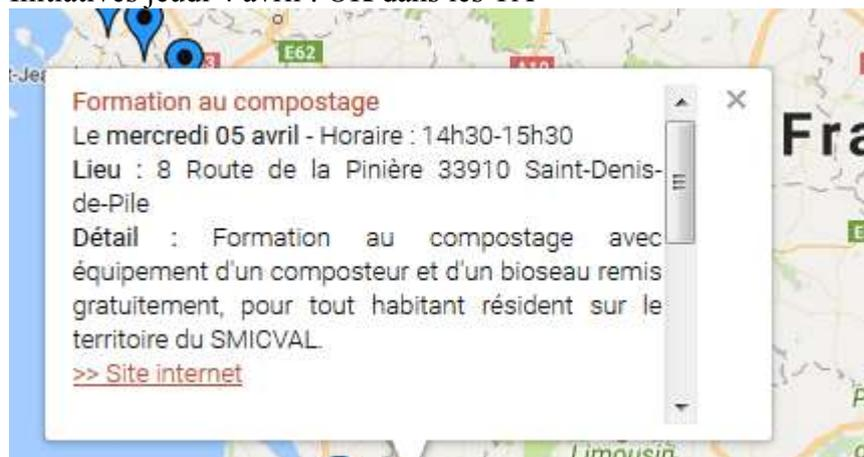 Formation au compostage
Le mercredi 05 avril - Horaire : 14h30-15h30
Lieu : 8 Route de la Pinière 33910 Saint-Denis-
de-Pile
Détail : Formation au compostage avec
équipement d'un composteur et d'un bioseau remis
gratuitement, pour tout habitant résident sur le
territoire du SMICVAL.
>> Site internet
E62
Fra
Limousin